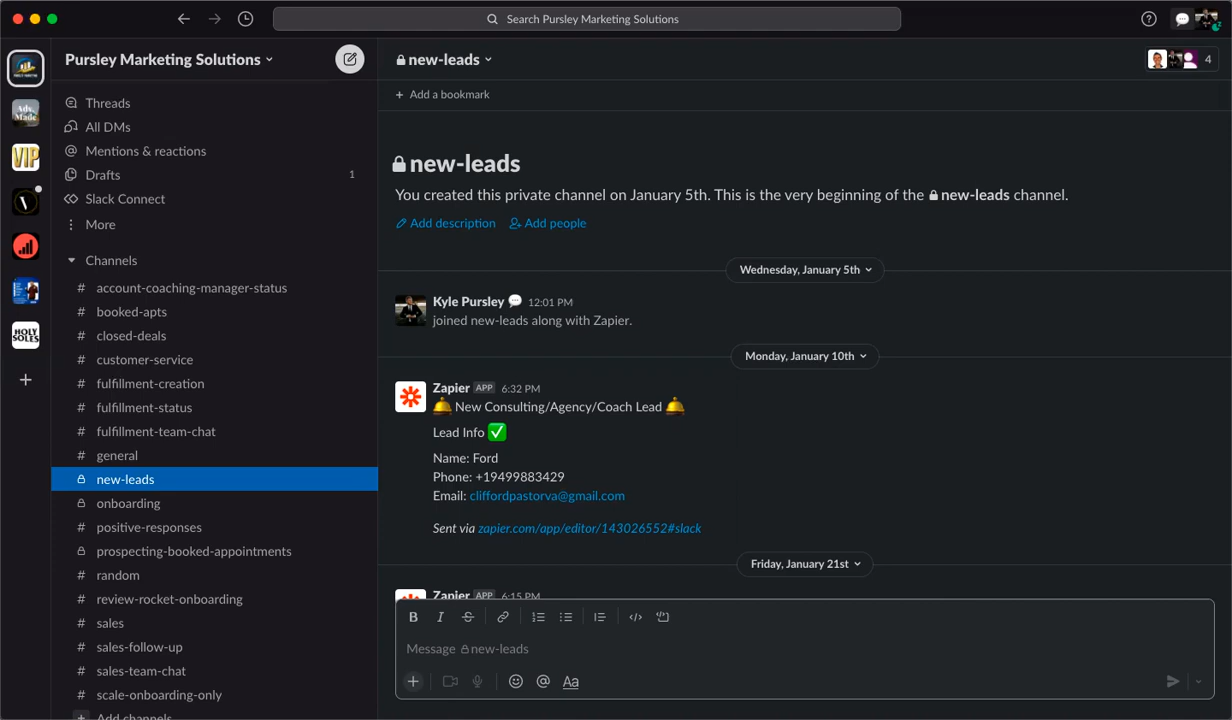 Search Pursley Marketing Solutions
Pursley Marketing Solutions
Threads
All DMs
Mentions & reactions
Drafts 1
Slack Connect
More
Channels
# account-coaching-manager-status
# booked-apts
# closed-deals
# customer-service
# fulfillment-creation
# fulfillment-status
# fulfillment-team-chat
# general
new-leads
onboarding
# positive-responses
prospecting-booked-appointments
# random
# review-rocket-onboarding
# sales
# sales-follow-up
# sales-team-chat
# scale-onboarding-only
+ Add channels
Adv. Made
VIP
HOLY
SOLES
+
new-leads
4
+ Add a bookmark
new-leads
You created this private channel on January 5th. This is the very beginning of the new-leads channel.
Add description Add people
Wednesday, January 5th
Kyle Pursley 12:01 PM
joined new-leads along with Zapier.
Monday, January 10th
Zapier APP 6:32 PM
New Consulting/Agency/Coach Lead
Lead Info
Name: Ford
Phone: +19499883429
Email: cliffordpastorva@gmail.com
Sent via zapier.com/app/editor/143026552#slack
Friday, January 21st
Zapier APP 6:15 PM
B I S
Message new-leads
+ @ Aa